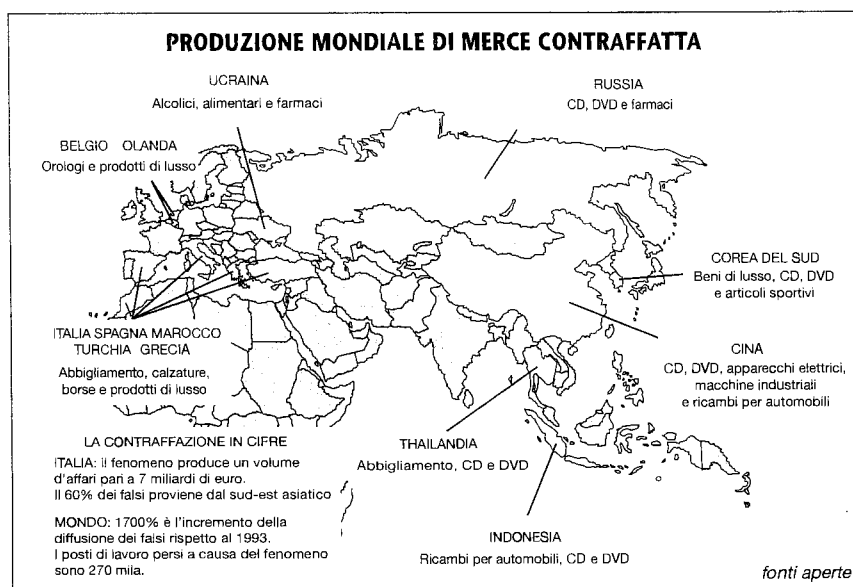 PRODUZIONE MONDIALE DI MERCE CONTRAFFATTA
UCRAINA
Alcolici, alimentari e farmaci
RUSSIA
CD, DVD e farmaci
BELGIO OLANDA
Orologi e prodotti di lusso
COREA DEL SUD
Beni di lusso, CD, DVD
e articoli sportivi
ITALIA SPAGNA MAROCCO
TURCHIA GRECIA
Abbigliamento, calzature,
borse e prodotti di lusso
CINA
CD, DVD, apparecchi elettrici,
macchine industriali
e ricambi per automobili
THAILANDIA
Abbigliamento, CD e DVD
INDONESIA
Ricambi per automobili, CD e DVD
LA CONTRAFFAZIONE IN CIFRE
ITALIA: il fenomeno produce un volume
d'affari pari a 7 miliardi di euro.
Il 60% dei falsi proviene dal sud-est asiatico
MONDO: 1700% è l'incremento della
diffusione dei falsi rispetto al 1993.
I posti di lavoro persi a causa del fenomeno
sono 270 mila.
fonti aperte